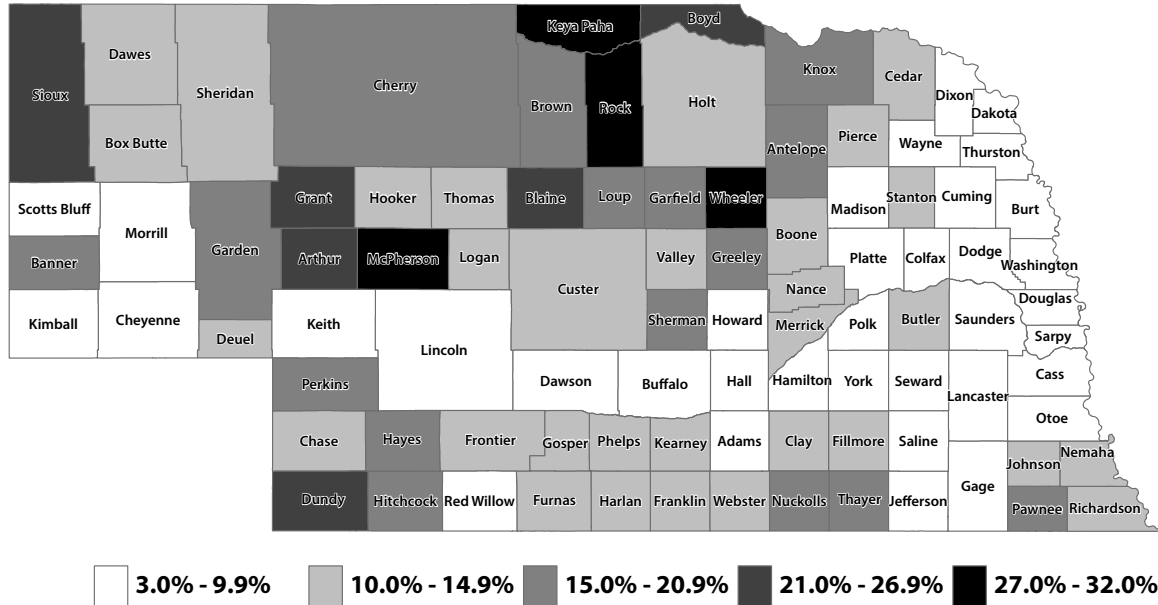 Keya Paha
Boyd
Dawes
Knox
Cedar
Sioux
Sheridan
Cherry
Brown
Rock
Holt
Dixon
Dakota
Box Butte
Antelope
Pierce
Wayne
Thurston
Scotts Bluff
Grant
Hooker
Thomas
Blaine
Loup
Garfield
Wheeler
Madison
Stanton
Cuming
Burt
Morrill
Garden
Boone
Banner
Arthur
McPherson
Logan
Valley
Greeley
Platte
Colfax
Dodge
Washington
Custer
Nance
Douglas
Kimball
Cheyenne
Keith
Sherman
Howard
Merrick
Polk
Butler
Saunders
Deuel
Lincoln
Sarpy
Perkins
Dawson
Buffalo
Hall
Hamilton
York
Seward
Lancaster
Cass
Otoe
Chase
Hayes
Frontier
Gosper
Phelps
Kearney
Adams
Clay
Fillmore
Saline
Nemaha
Johnson
Gage
Dundy
Hitchcock
Red Willow
Furnas
Harlan
Franklin
Webster
Nuckolls
Thayer
Jefferson
Pawnee
Richardson
3.0% - 9.9%
10.0% - 14.9%
15.0% - 20.9%
21.0% - 26.9%
27.0% - 32.0%